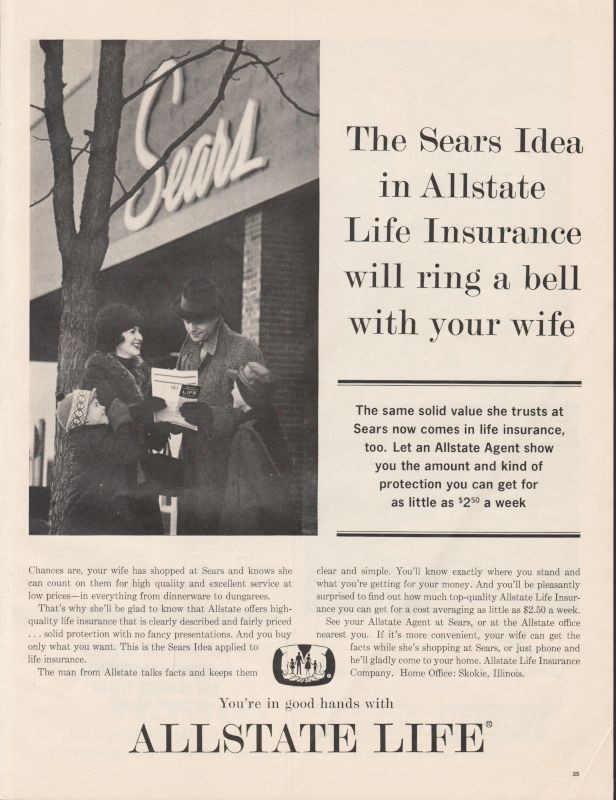 Sears
LIFE
The Sears Idea
in Allstate
Life Insurance
will ring a bell
with your wife
The same solid value she trusts at
Sears now comes in life insurance,
too. Let an Allstate Agent show
you the amount and kind of
protection you can get for
as little as $2⁵⁰ a week
Chances are, your wife has shopped at Sears and knows she
can count on them for high quality and excellent service at
low prices—in everything from dinnerware to dungarees.
That's why she'll be glad to know that Allstate offers high-
quality life insurance that is clearly described and fairly priced
. . . solid protection with no fancy presentations. And you buy
only what you want. This is the Sears Idea applied to
life insurance.
The man from Allstate talks facts and keeps them
clear and simple. You'll know exactly where you stand and
what you're getting for your money. And you'll be pleasantly
surprised to find out how much top-quality Allstate Life Insur-
ance you can get for a cost averaging as little as $2.50 a week.
See your Allstate Agent at Sears, or at the Allstate office
nearest you. If it's more convenient, your wife can get the
facts while she's shopping at Sears, or just phone and
he'll gladly come to your home. Allstate Life Insurance
Company. Home Office: Skokie, Illinois.
You're in good hands with
ALLSTATE LIFE®
35